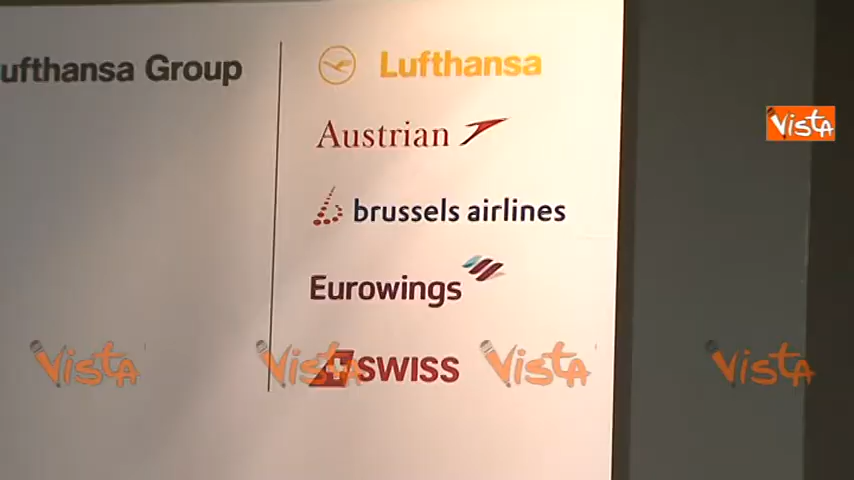 ufthansa Group
Lufthansa
Austrian
brussels airlines
Eurowings
SWISS
Vista
Vista
Vista
Vista
Vista